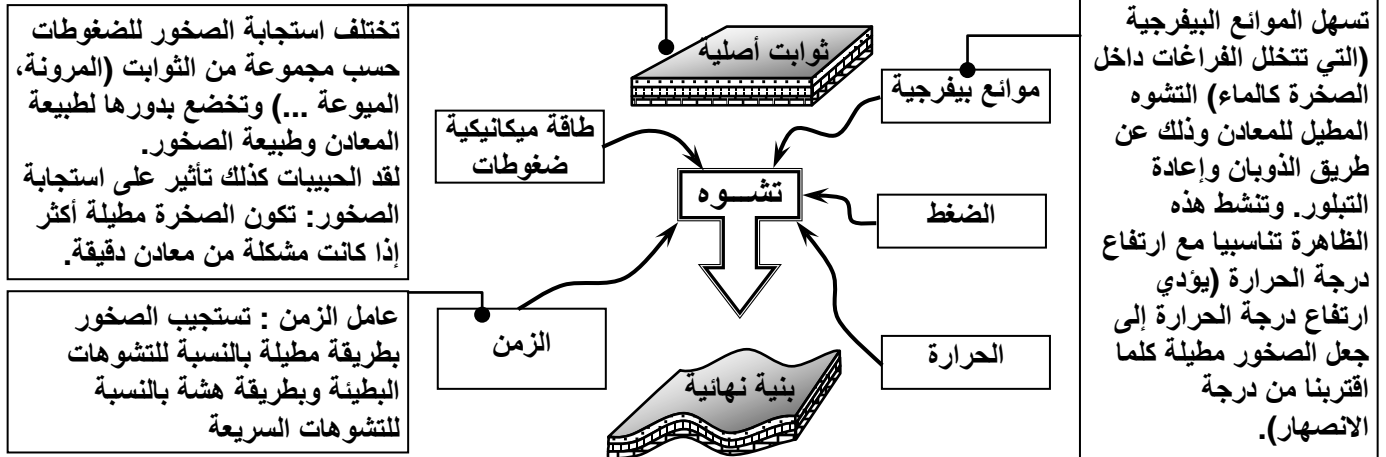 تسهل الموائع البيفرجية
(التي تتخلل الفراغات داخل
الصخرة كالماء) التشوه
المطيل للمعادن وذلك عن
طريق الذوبان وإعادة
التبلور. وتنشط هذه
الظاهرة تناسبيا مع ارتفاع
درجة الحرارة (يؤدي
ارتفاع درجة الحرارة إلى
جعل الصخور مطيلة كلما
اقتربنا من درجة
الانصهار).
ثوابت أصلية
موائع بيفرجية
طاقة ميكانيكية
ضغوطات
تشـــوه
الضغط
الزمن
الحرارة
بنية نهائية
تختلف استجابة الصخور للضغوطات
حسب مجموعة من الثوابت (المرونة،
الميوعة ...) وتخضع بدورها لطبيعة
المعادن وطبيعة الصخور.
لقد الحبيبات كذلك تأثير على استجابة
الصخور: تكون الصخرة مطيلة أكثر
إذا كانت مشكلة من معادن دقيقة.
عامل الزمن : تستجيب الصخور
بطريقة مطيلة بالنسبة للتشوهات
البطيئة وبطريقة هشة بالنسبة
للتشوهات السريعة